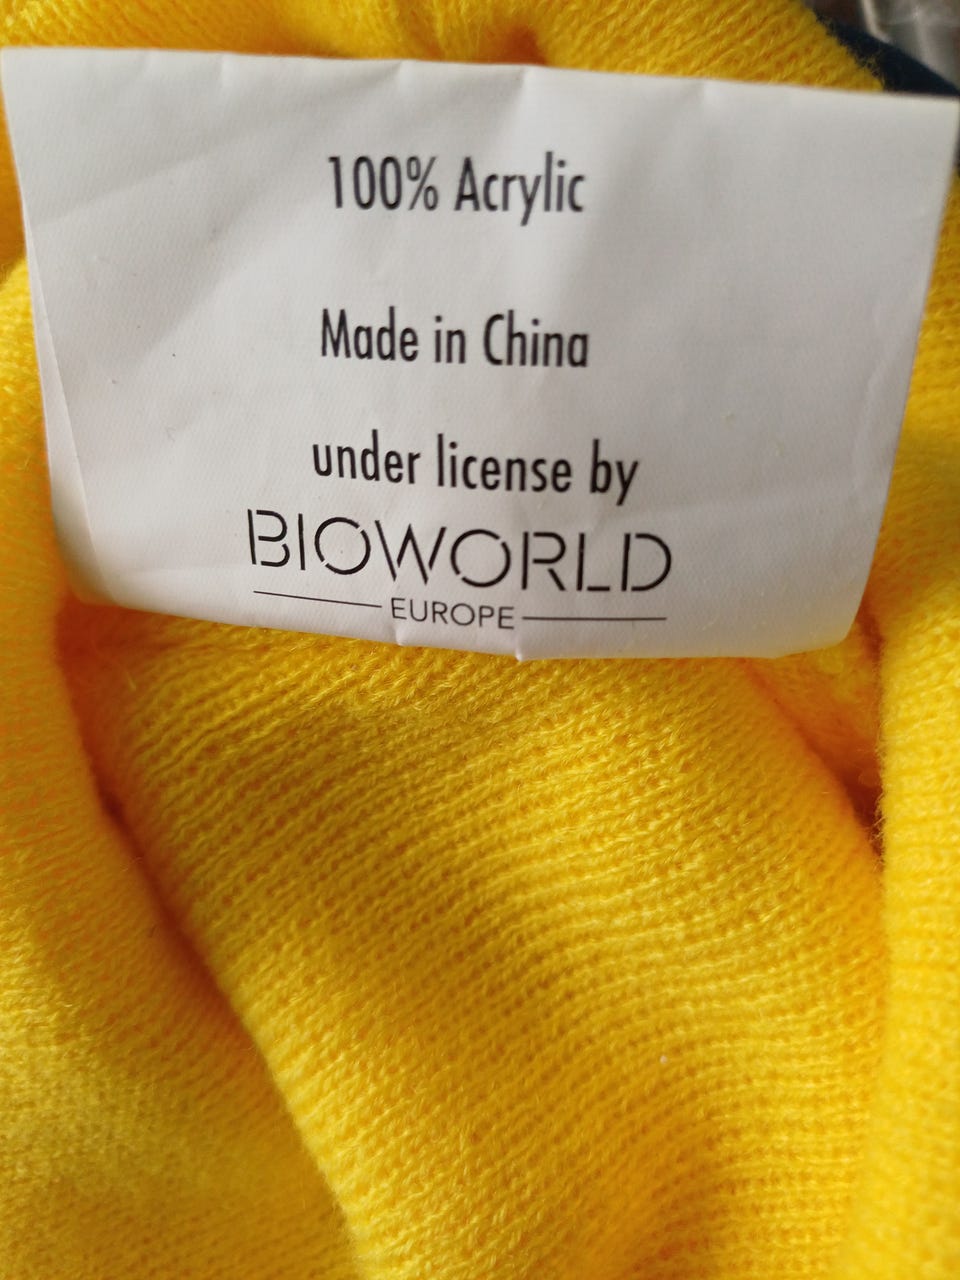 100% Acrylic
Made in China
under license by
BIOWORLD
EUROPE